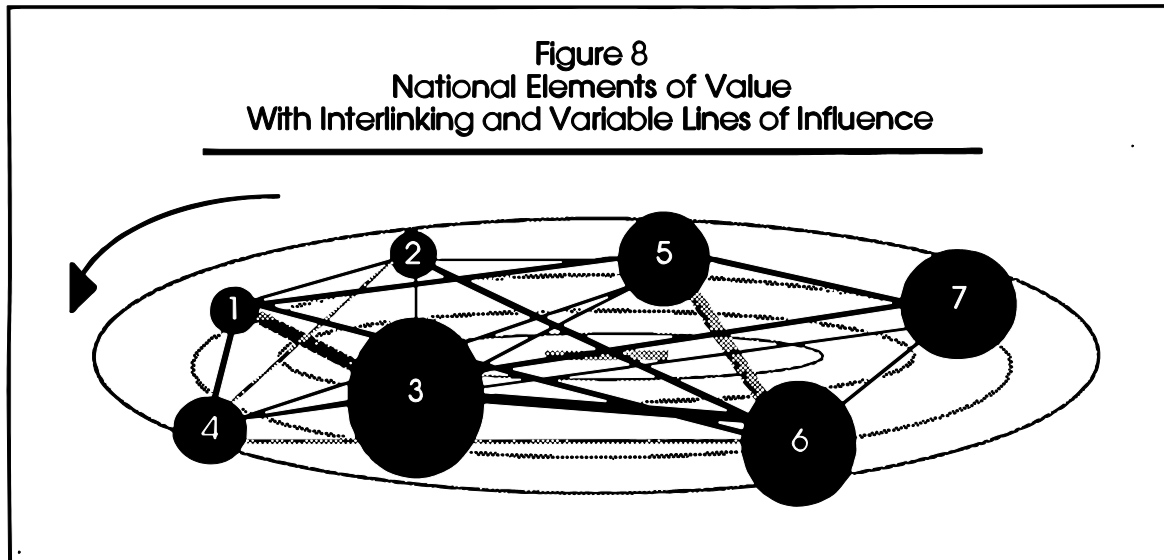 Figure 8
National Elements of Value
With Interlinking and Variable Lines of Influence
2
5
7
1
3
4
6